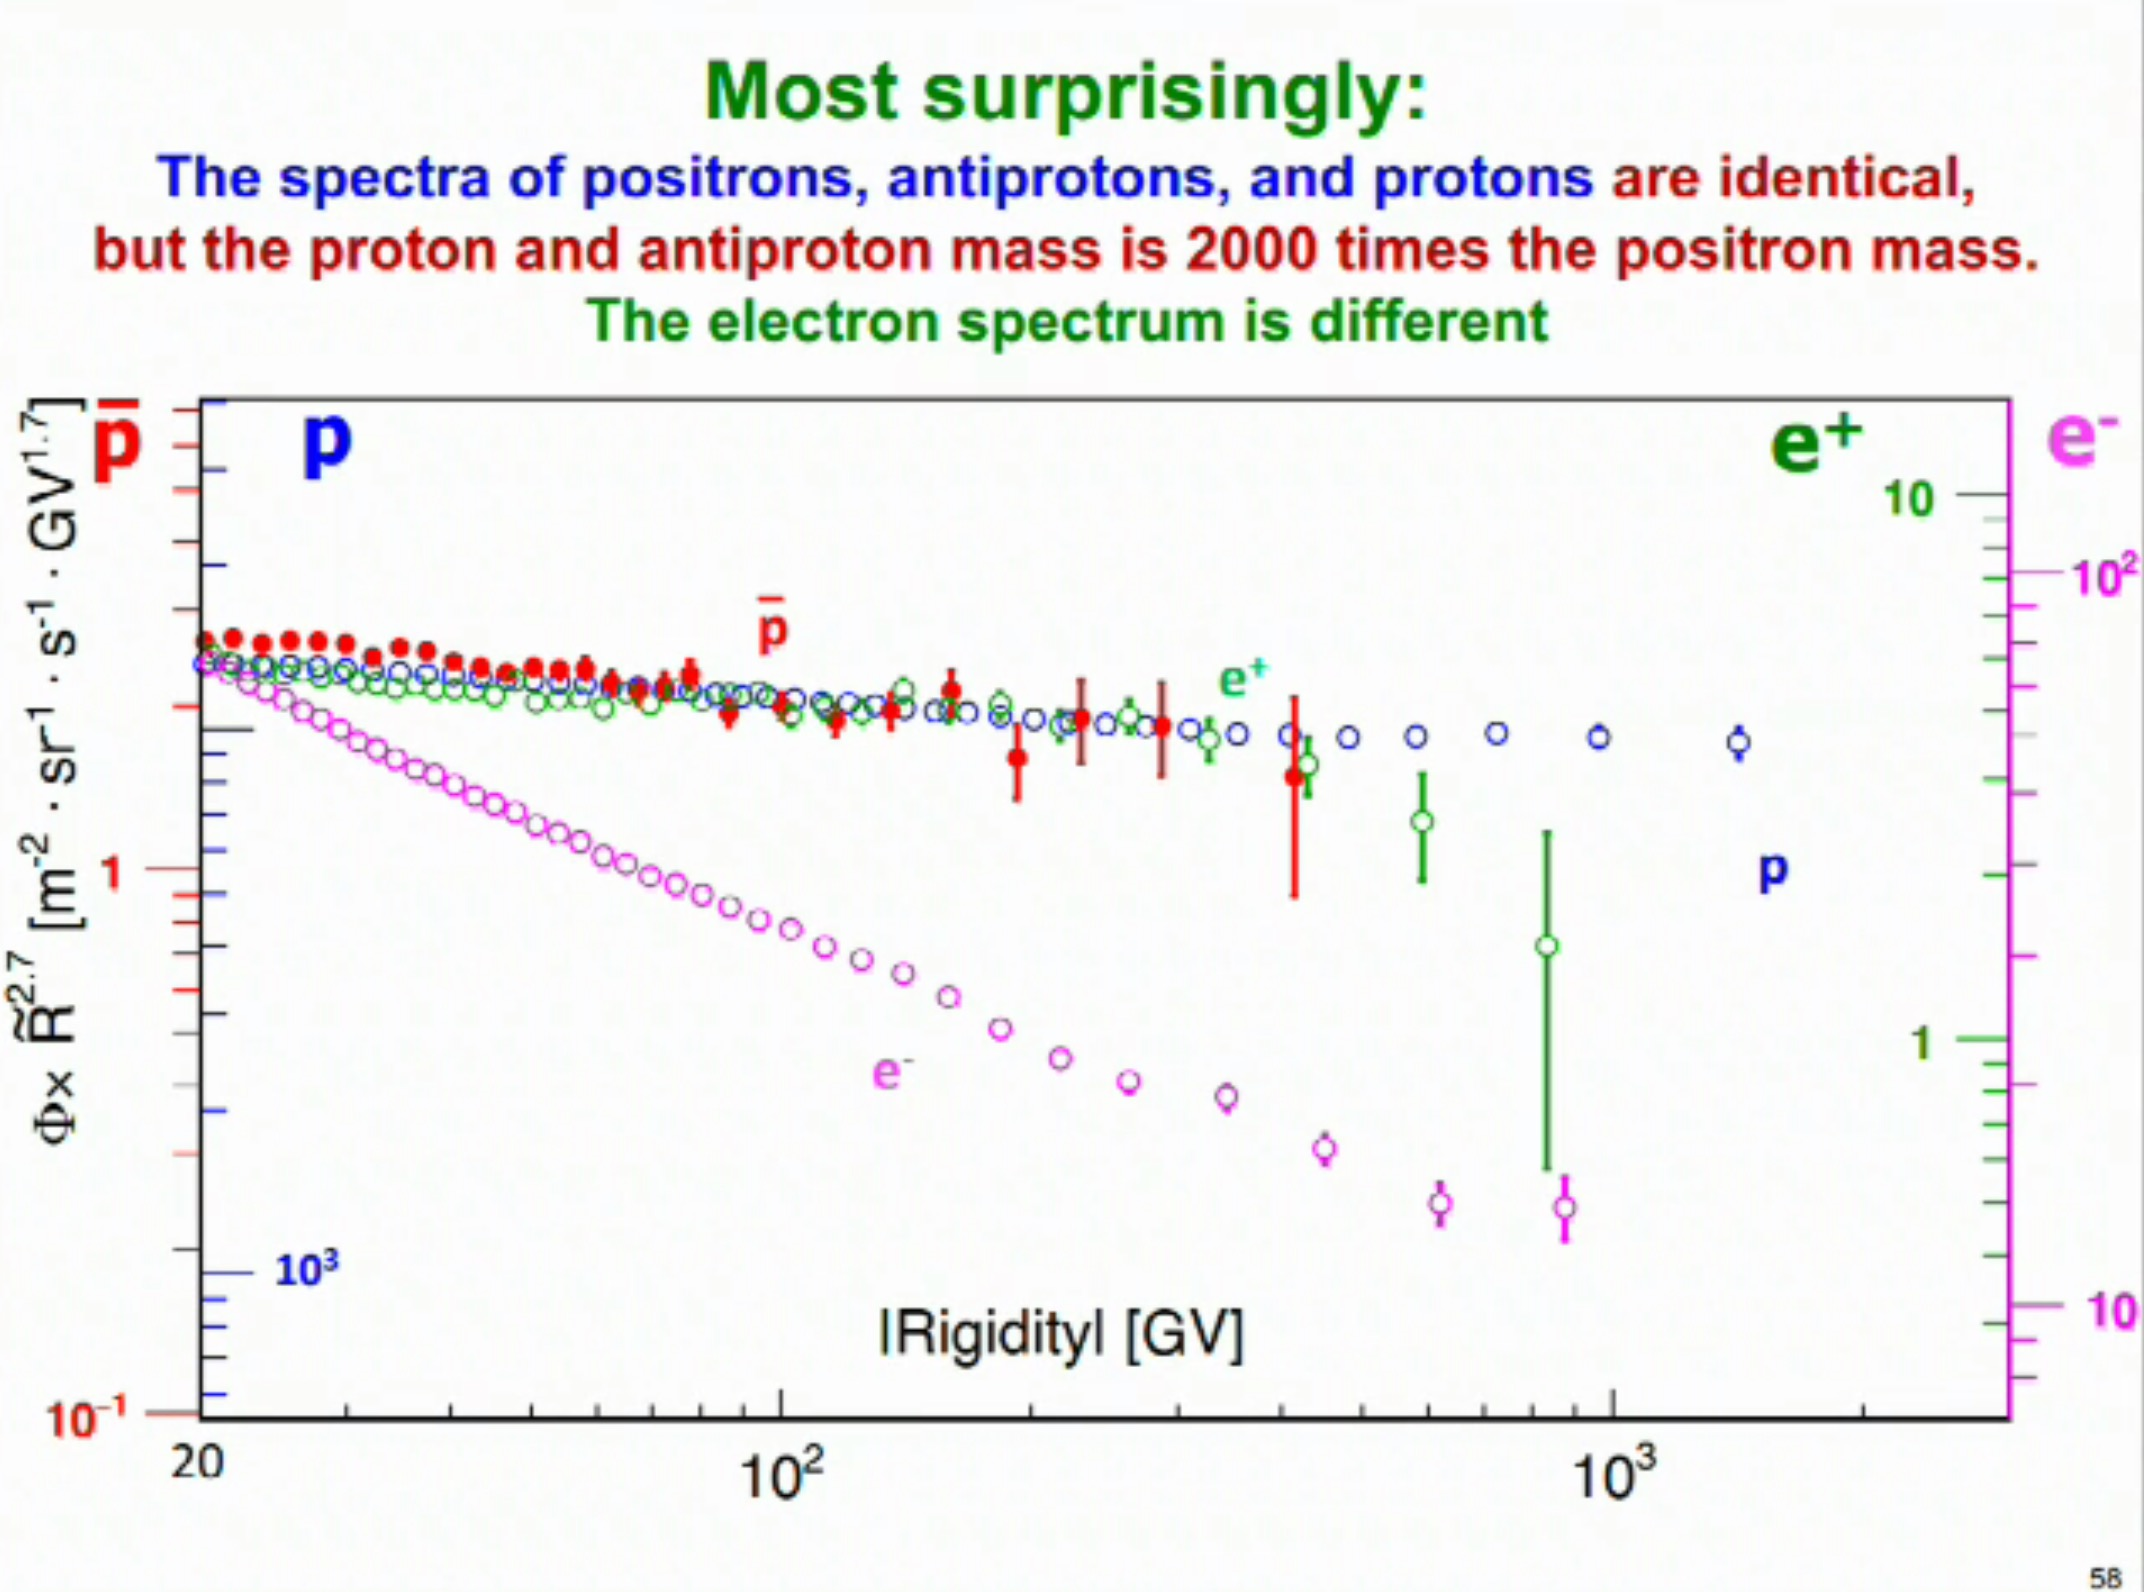 Most surprisingly:
The spectra of positrons, antiprotons, and protons are identical,
but the proton and antiproton mass is 2000 times the positron mass.
The electron spectrum is different
Φ× R̃^2.7 [m^-2 · sr^-1 · s^-1 · GV^1.7]
p̄
p
e⁺
e⁻
10
10²
p̄
e⁺
1
p
e⁻
1
10³
10
|Rigidity| [GV]
10⁻¹
20
10²
10³
58